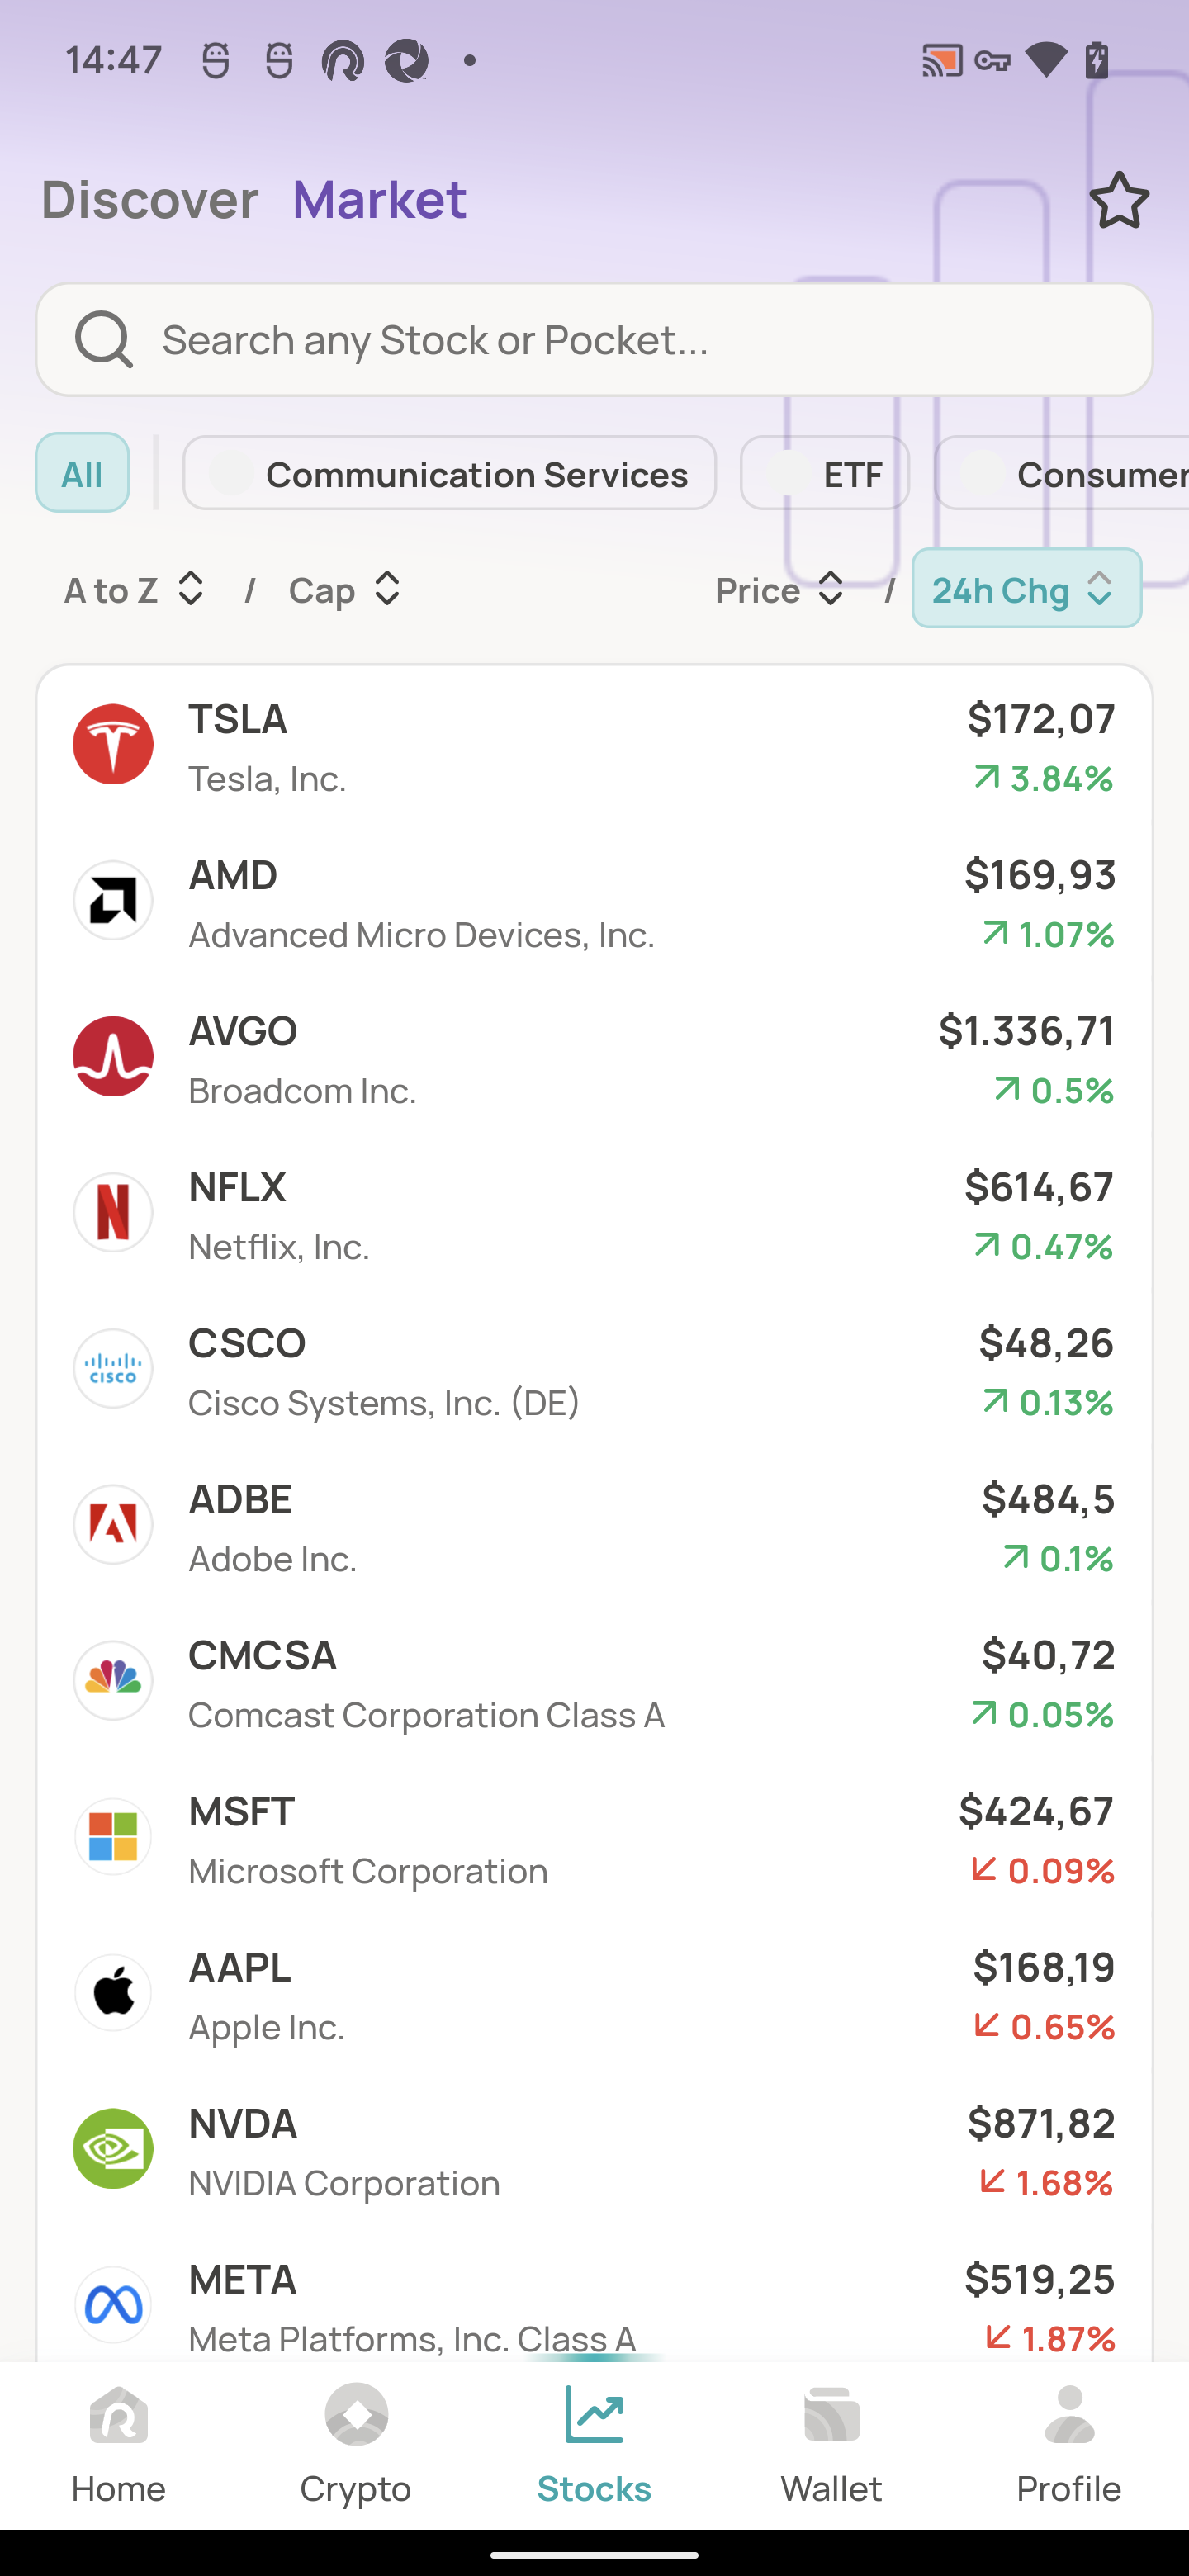 14:47
Discover Market
Search any Stock or Pocket...
All Communication Services ETF Consumer
A to Z / Cap Price / 24h Chg
TSLA $172,07
Tesla, Inc. 3.84%
AMD $169,93
Advanced Micro Devices, Inc. 1.07%
AVGO $1.336,71
Broadcom Inc. 0.5%
NFLX $614,67
Netflix, Inc. 0.47%
CSCO $48,26
CISCO
Cisco Systems, Inc. (DE) 0.13%
ADBE $484,5
Adobe Inc. 0.1%
CMCSA $40,72
Comcast Corporation Class A 0.05%
MSFT $424,67
Microsoft Corporation 0.09%
AAPL $168,19
Apple Inc. 0.65%
NVDA $871,82
NVIDIA Corporation 1.68%
META $519,25
Meta Platforms, Inc. Class A 1.87%
Home Crypto Stocks Wallet Profile